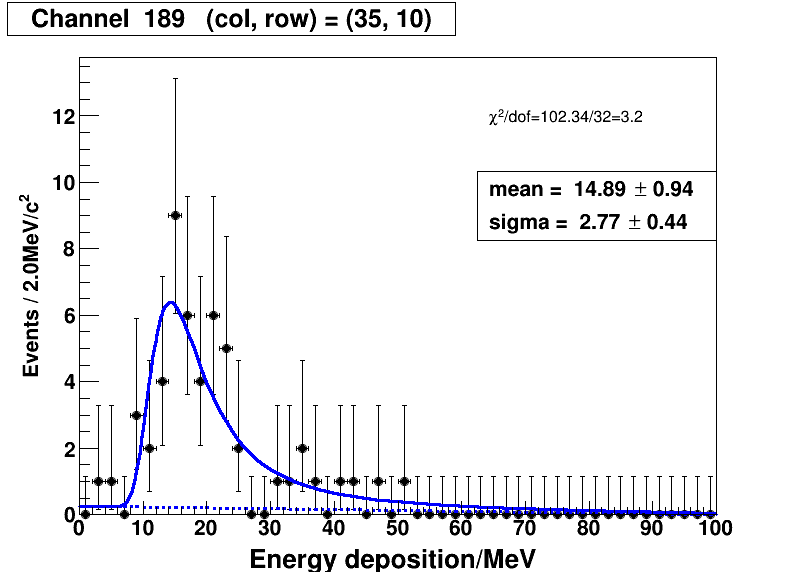 Channel 189 (col, row) = (35, 10)
χ²/dof=102.34/32=3.2
mean = 14.89 ± 0.94
sigma = 2.77 ± 0.44
Events / 2.0MeV/c²
12
10
8
6
4
2
0
0 10 20 30 40 50 60 70 80 90 100
Energy deposition/MeV